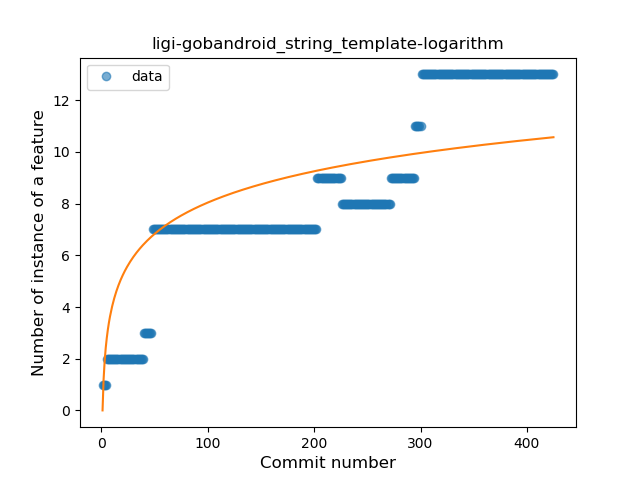 ligi-gobandroid_string_template-logarithm
data
Number of instance of a feature
12
10
8
6
4
2
0
0 100 200 300 400
Commit number